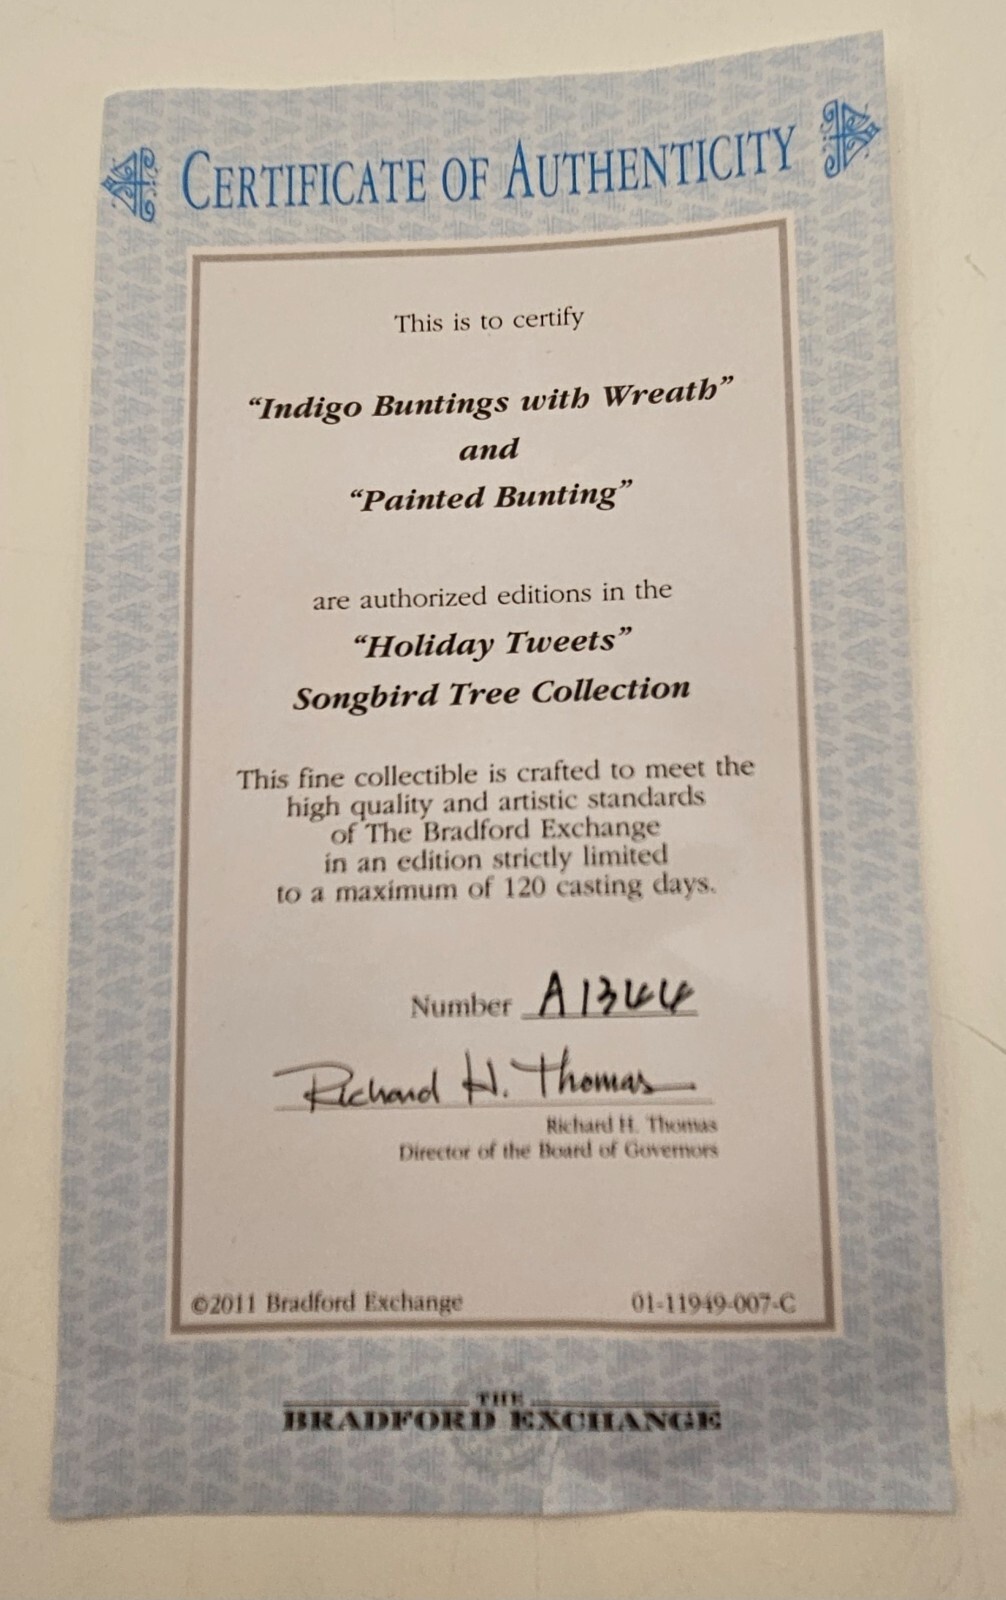 CERTIFICATE OF AUTHENTICITY
This is to certify
“Indigo Buntings with Wreath”
and
“Painted Bunting”
are authorized editions in the
“Holiday Tweets”
Songbird Tree Collection
This fine collectible is crafted to meet the
high quality and artistic standards
of The Bradford Exchange
in an edition strictly limited
to a maximum of 120 casting days.
Number A1344
Richard H. Thomas
Richard H. Thomas
Director of the Board of Governors
©2011 Bradford Exchange 01-11949-007-C
THE
BRADFORD EXCHANGE